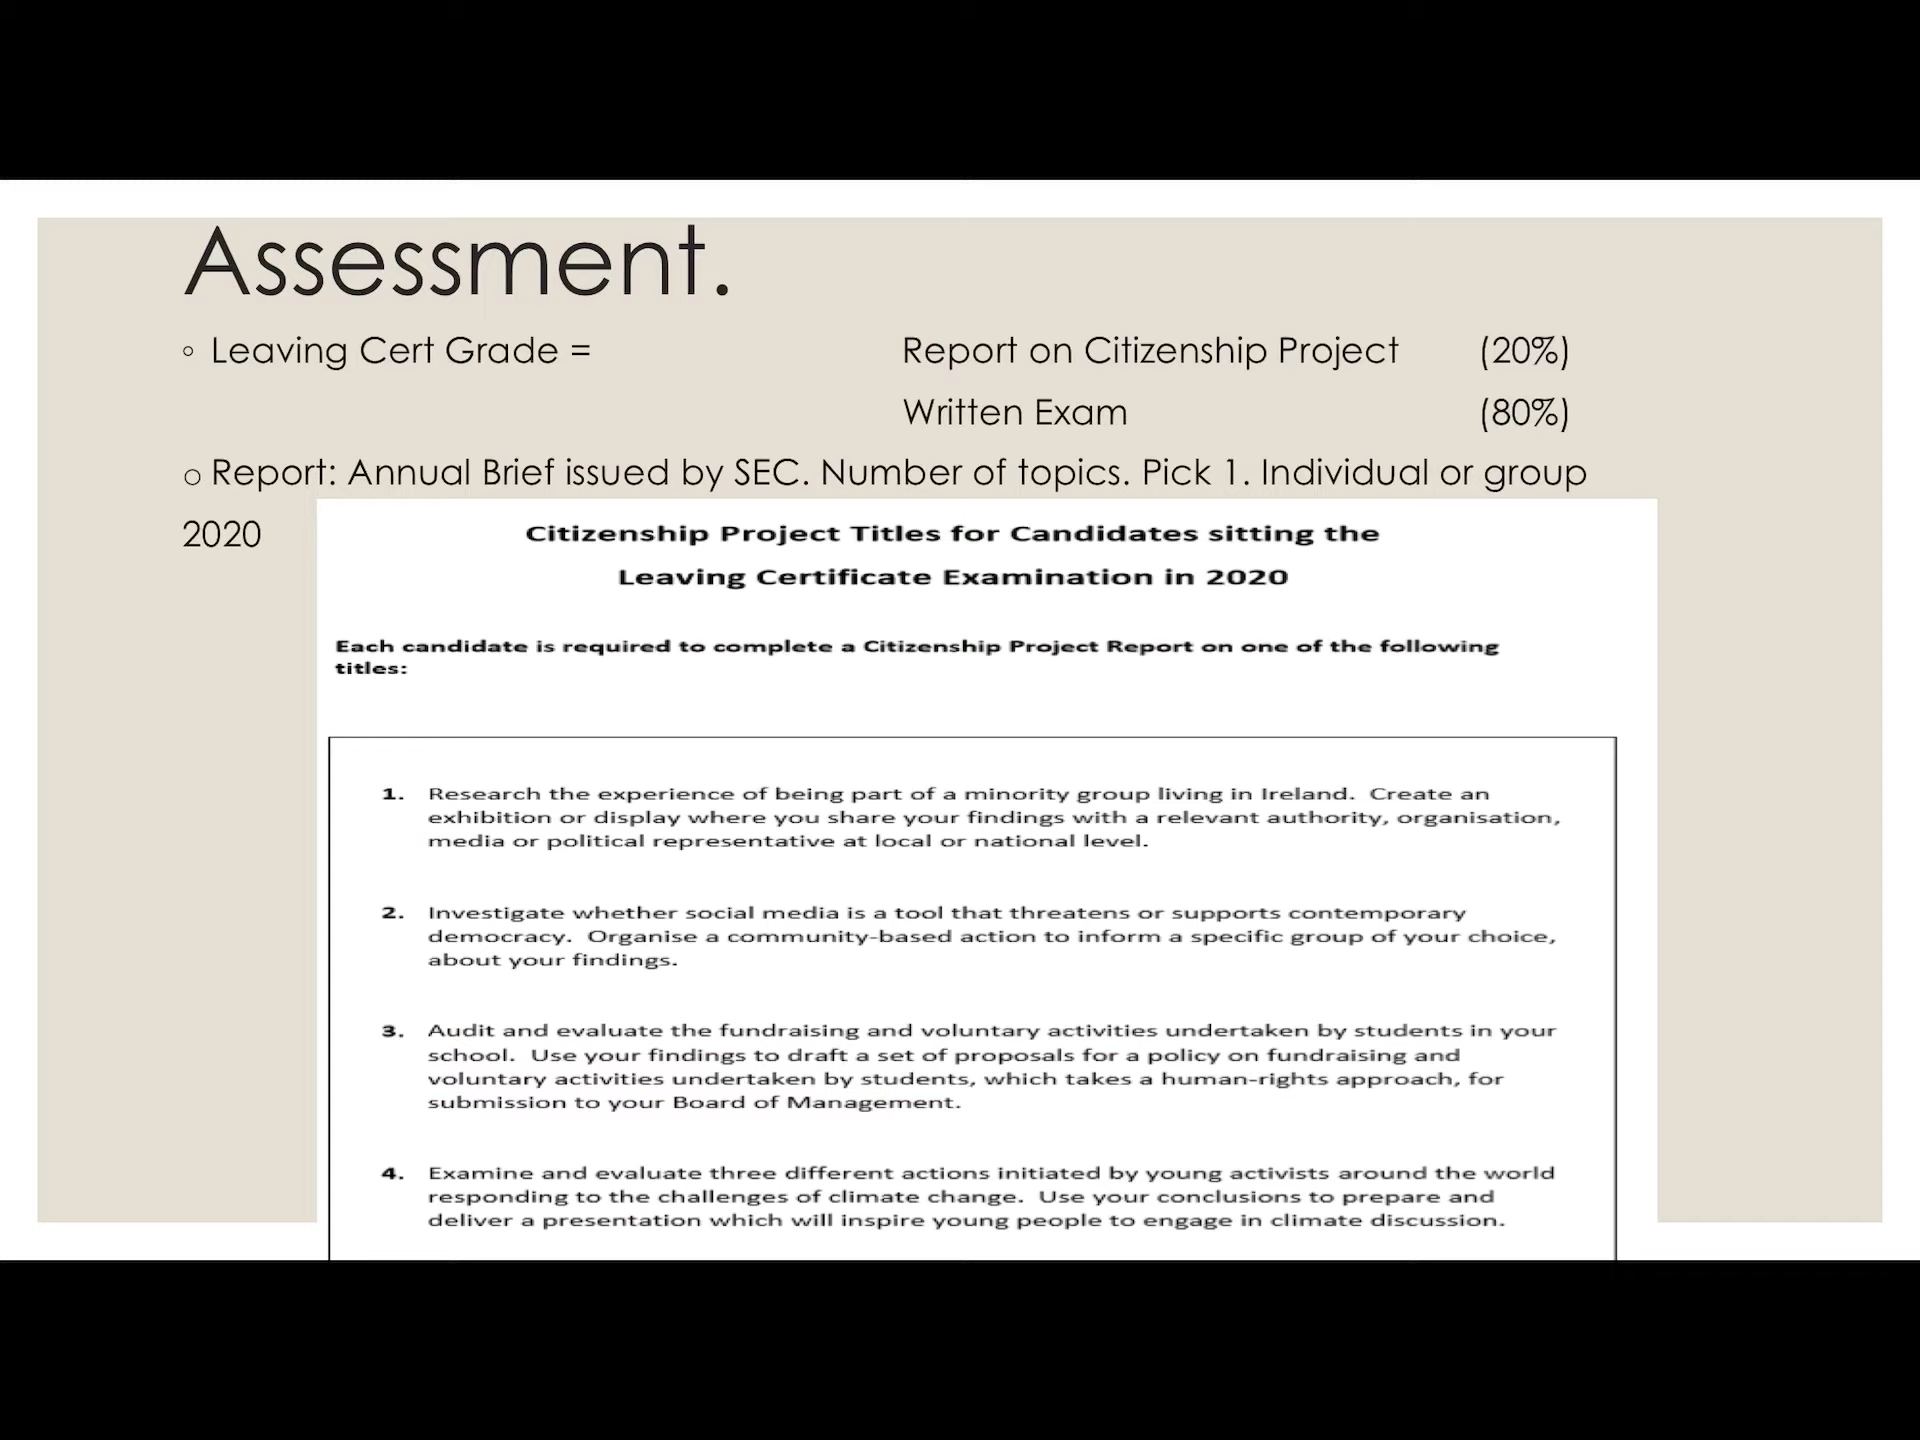 Assessment.
◦ Leaving Cert Grade = Report on Citizenship Project (20%)
Written Exam (80%)
o Report: Annual Brief issued by SEC. Number of topics. Pick 1. Individual or group
2020
Citizenship Project Titles for Candidates sitting the
Leaving Certificate Examination in 2020
Each candidate is required to complete a Citizenship Project Report on one of the following
titles:
1. Research the experience of being part of a minority group living in Ireland. Create an
exhibition or display where you share your findings with a relevant authority, organisation,
media or political representative at local or national level.
2. Investigate whether social media is a tool that threatens or supports contemporary
democracy. Organise a community-based action to inform a specific group of your choice,
about your findings.
3. Audit and evaluate the fundraising and voluntary activities undertaken by students in your
school. Use your findings to draft a set of proposals for a policy on fundraising and
voluntary activities undertaken by students, which takes a human-rights approach, for
submission to your Board of Management.
4. Examine and evaluate three different actions initiated by young activists around the world
responding to the challenges of climate change. Use your conclusions to prepare and
deliver a presentation which will inspire young people to engage in climate discussion.